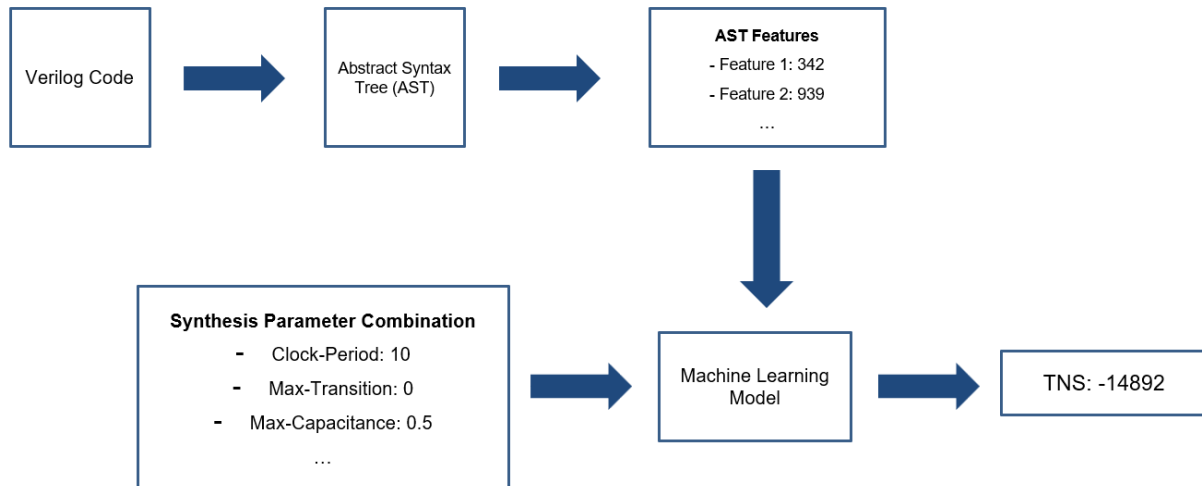 Verilog Code
Abstract Syntax
Tree (AST)
AST Features
- Feature 1: 342
- Feature 2: 939
...
Synthesis Parameter Combination
- Clock-Period: 10
- Max-Transition: 0
- Max-Capacitance: 0.5
...
Machine Learning
Model
TNS: -14892